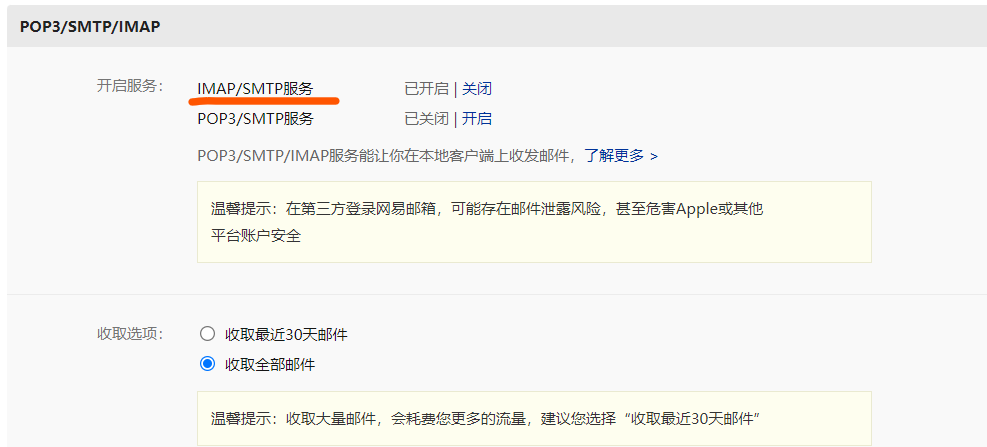 POP3/SMTP/IMAP
开启服务： IMAP/SMTP服务 已开启 | 关闭
POP3/SMTP服务 已关闭 | 开启
POP3/SMTP/IMAP服务能让你在本地客户端上收发邮件，了解更多 >
温馨提示：在第三方登录网易邮箱，可能存在邮件泄露风险，甚至危害Apple或其他
平台账户安全
收取选项： 收取最近30天邮件
收取全部邮件
温馨提示：收取大量邮件，会耗费您更多的流量，建议您选择“收取最近30天邮件”